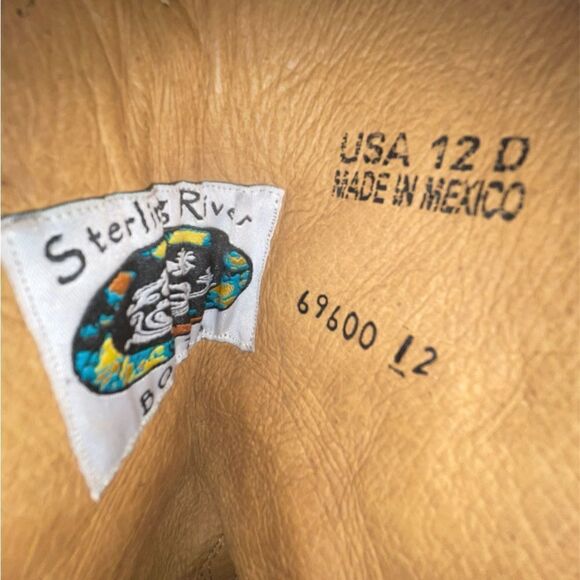 Sterling River
BO
USA 12 D
MADE IN MEXICO
69600 12